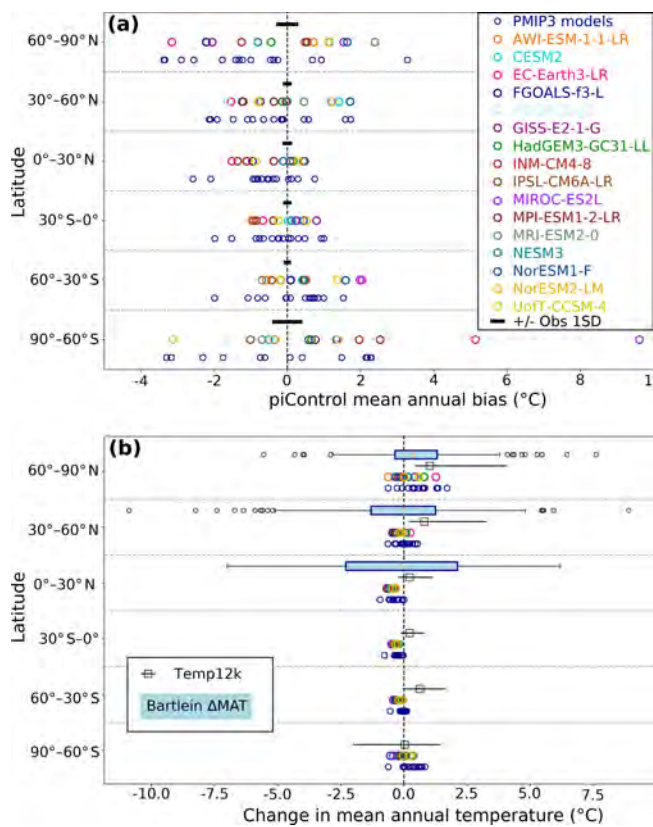 (a)
60°–90°N
30°–60°N
0°–30°N
30°S–0°
60°–30°S
90°–60°S
Latitude
-4
-2
0
2
4
6
8
piControl mean annual bias (°C)
PMIP3 models
AWI-ESM-1-1-LR
CESM2
EC-Earth3-LR
FGOALS-f3-L
GISS-E2-1-G
HadGEM3-GC31-LL
INM-CM4-8
IPSL-CM6A-LR
MIROC-ES2L
MPI-ESM1-2-LR
MRI-ESM2-0
NESM3
NorESM1-F
NorESM2-LM
UofT-CCSM-4
+/- Obs 1SD
(b)
60°–90°N
30°–60°N
0°–30°N
30°S–0°
60°–30°S
90°–60°S
Latitude
Temp12k
Bartlein ΔMAT
-10.0
-7.5
-5.0
-2.5
0.0
2.5
5.0
7.5
Change in mean annual temperature (°C)